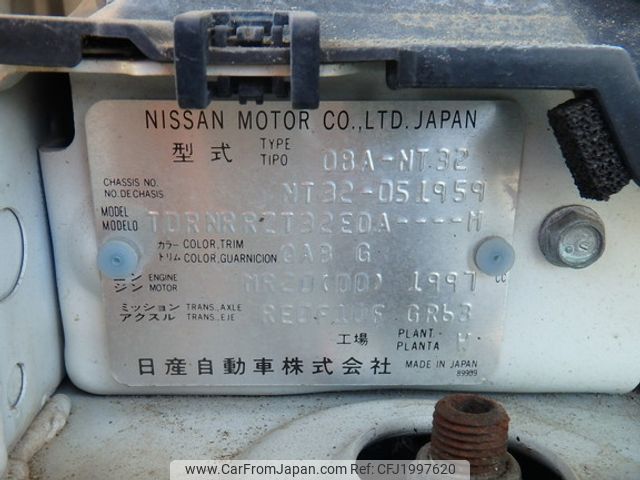 NISSAN MOTOR CO.,LTD. JAPAN
型式 TYPE TIPO DBA-NT32
CHASSIS NO. NO. DE CHASIS NT32-051959
MODEL MODELO TDRNRRZT32EDA----M
カラー COLOR, TRIM
トリム COLOR, GUARNICION QAB G
エンジン ENGINE MOTOR MR20(DD) 1997 cc
ミッション TRANS., AXLE
アクスル TRANS., EJE GR63
工場 PLANT PLANTA
日産自動車株式会社 MADE IN JAPAN
89909
www.carfromjapan.com Car From Japan CFJ1997620